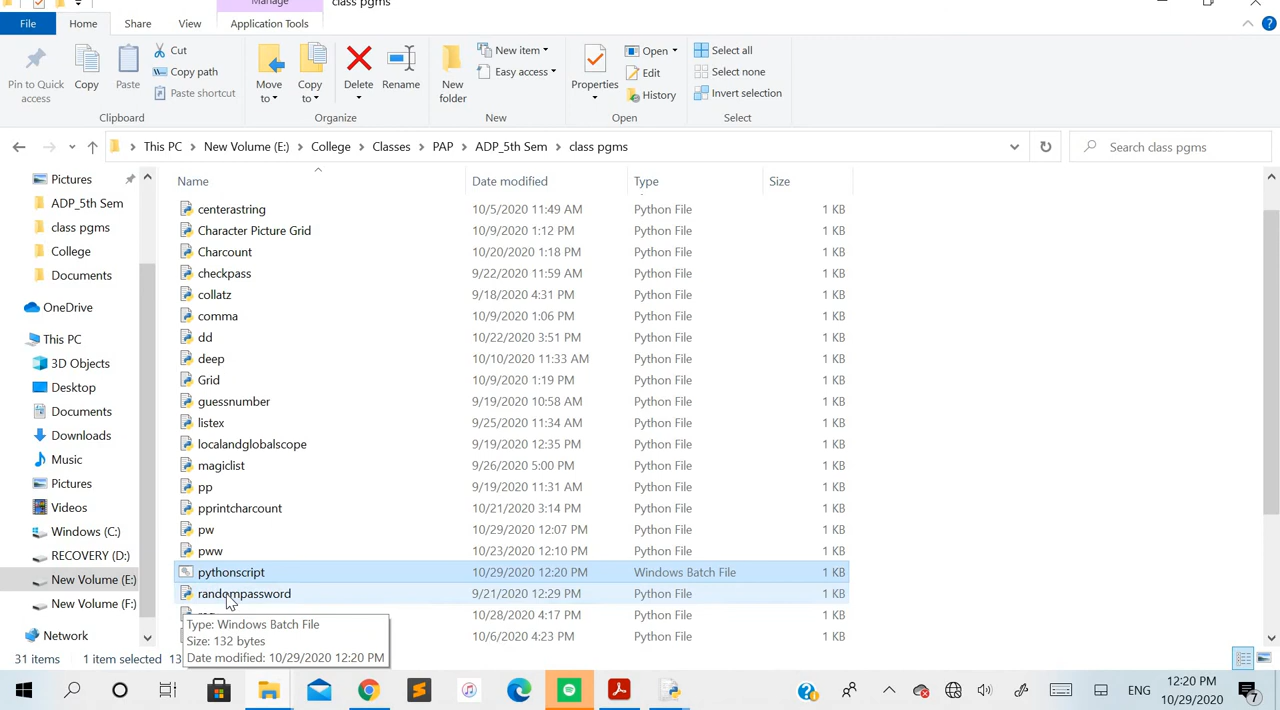 Manage
class pgms
File
Home
Share
View
Application Tools
Pin to Quick access
Copy
Paste
Cut
Copy path
Paste shortcut
Clipboard
Move to
Copy to
Delete
Rename
Organize
New folder
New item
Easy access
New
Properties
Open
Edit
History
Open
Select all
Select none
Invert selection
Select
This PC
New Volume (E:)
College
Classes
PAP
ADP_5th Sem
class pgms
Search class pgms
Pictures
ADP_5th Sem
class pgms
College
Documents
OneDrive
This PC
3D Objects
Desktop
Documents
Downloads
Music
Pictures
Videos
Windows (C:)
RECOVERY (D:)
New Volume (E:)
New Volume (F:)
Network
Name Date modified Type Size
centerastring 10/5/2020 11:49 AM Python File 1 KB
Character Picture Grid 10/9/2020 1:12 PM Python File 1 KB
Charcount 10/20/2020 1:18 PM Python File 1 KB
checkpass 9/22/2020 11:59 AM Python File 1 KB
collatz 9/18/2020 4:31 PM Python File 1 KB
comma 10/9/2020 1:06 PM Python File 1 KB
dd 10/22/2020 3:51 PM Python File 1 KB
deep 10/10/2020 11:33 AM Python File 1 KB
Grid 10/9/2020 1:19 PM Python File 1 KB
guessnumber 9/19/2020 10:58 AM Python File 1 KB
listex 9/25/2020 11:34 AM Python File 1 KB
localandglobalscope 9/19/2020 12:35 PM Python File 1 KB
magiclist 9/26/2020 5:00 PM Python File 1 KB
pp 9/19/2020 11:31 AM Python File 1 KB
pprintcharcount 10/21/2020 3:14 PM Python File 1 KB
pw 10/29/2020 12:07 PM Python File 1 KB
pww 10/23/2020 12:10 PM Python File 1 KB
pythonscript 10/29/2020 12:20 PM Windows Batch File 1 KB
randompassword 9/21/2020 12:29 PM Python File 1 KB
10/28/2020 4:17 PM Python File 1 KB
10/6/2020 4:23 PM Python File 1 KB
Type: Windows Batch File
Size: 132 bytes
Date modified: 10/29/2020 12:20 PM
31 items 1 item selected
ENG
12:20 PM
10/29/2020
7